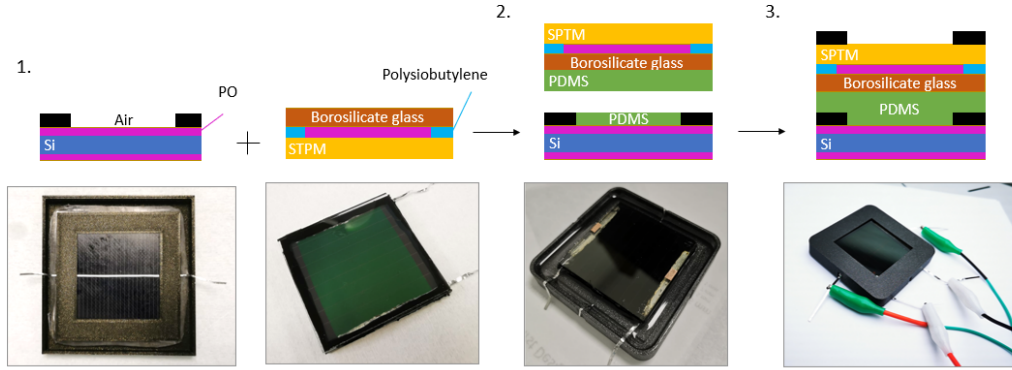 1.
Air
PO
Si
Borosilicate glass
STPM
Polysiobutylene
2.
SPTM
Borosilicate glass
PDMS
PDMS
Si
3.
SPTM
Borosilicate glass
PDMS
Si